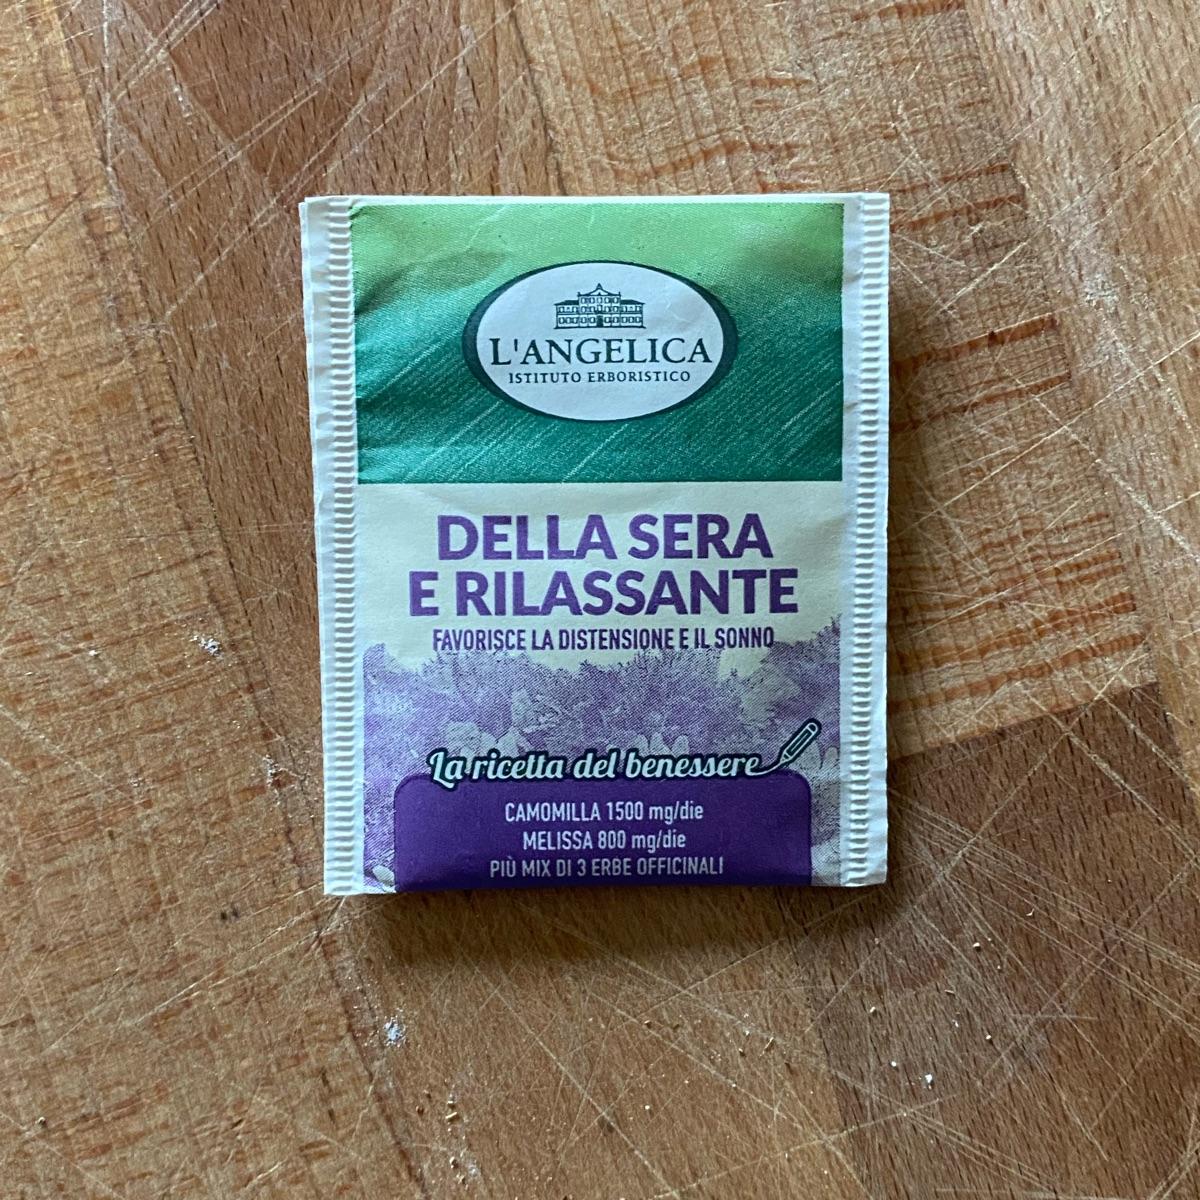 L'ANGELICA
ISTITUTO ERBORISTICO
DELLA SERA
E RILASSANTE
FAVORISCE LA DISTENSIONE E IL SONNO
La ricetta del benessere
CAMOMILLA 1500 mg/die
MELISSA 800 mg/die
PIÙ MIX DI 3 ERBE OFFICINALI